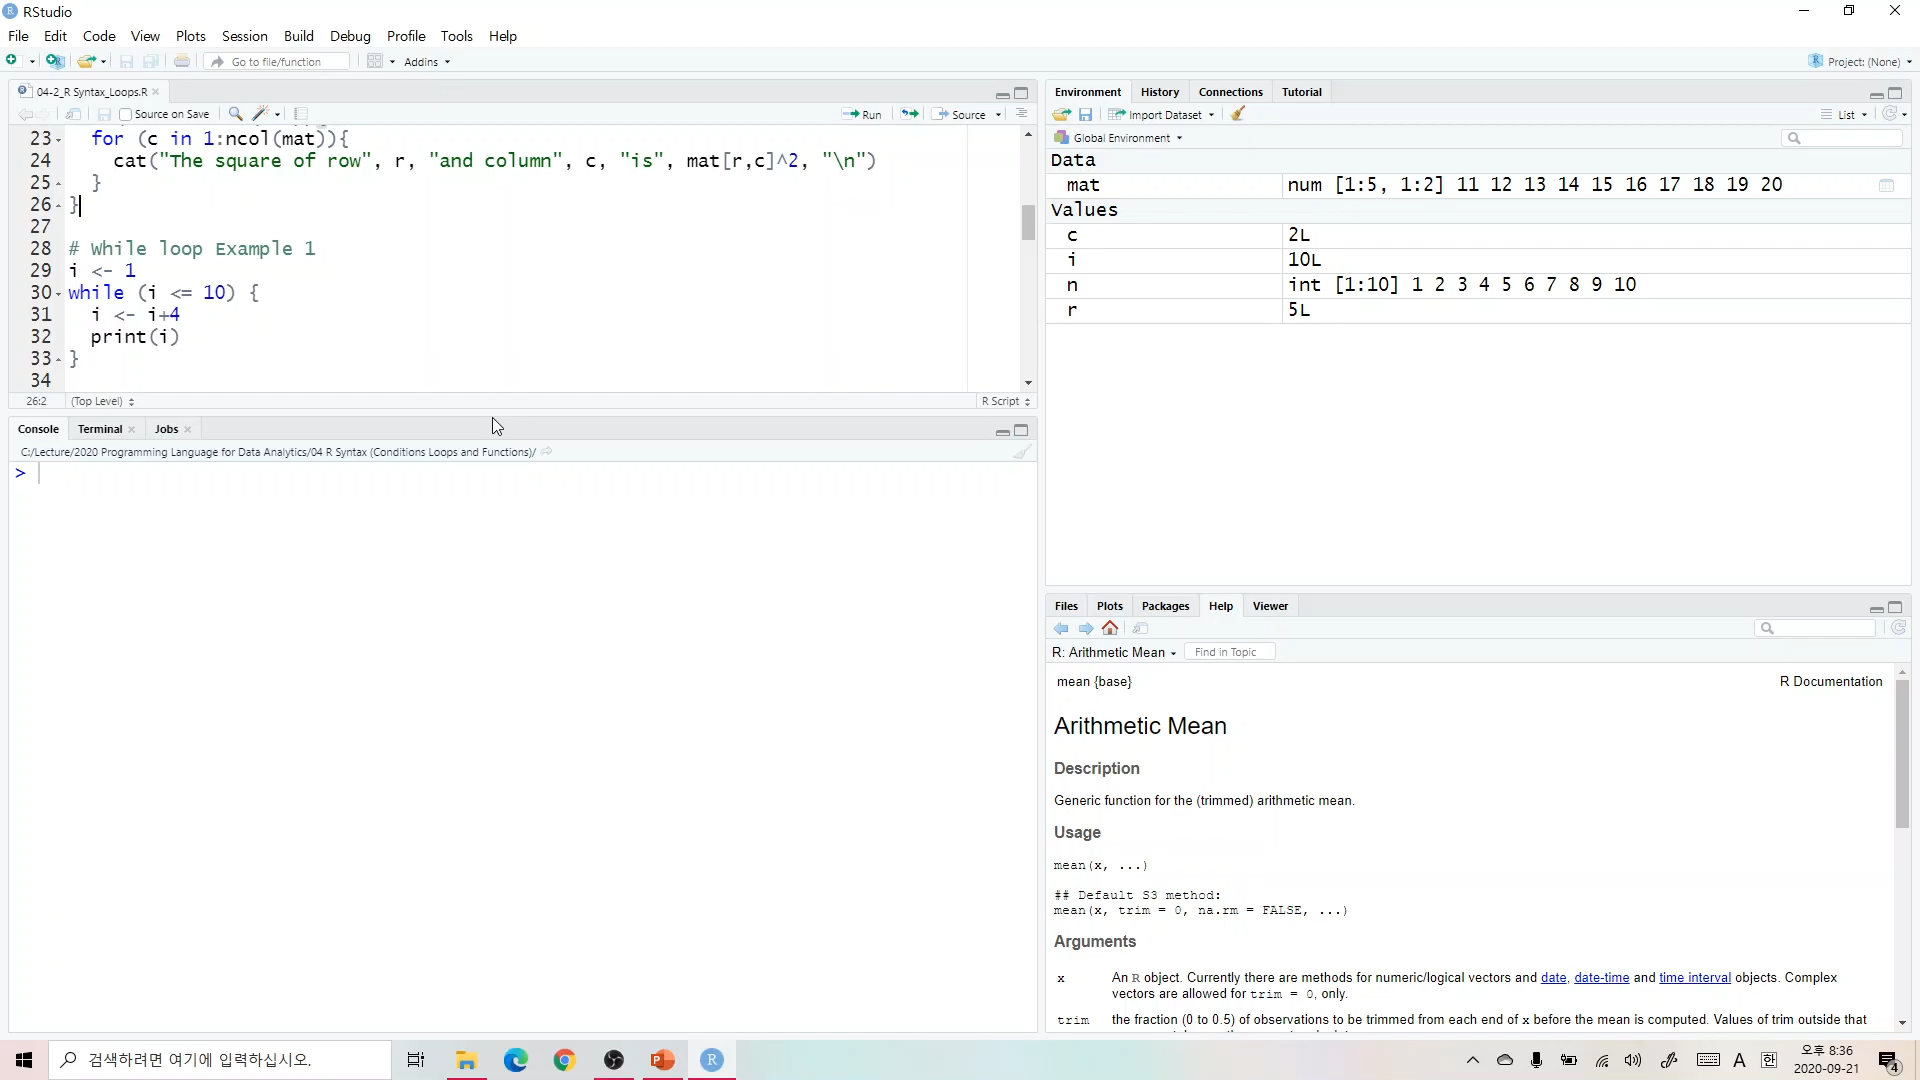 RStudio
File Edit Code View Plots Session Build Debug Profile Tools Help
Go to file/function Addins Project: (None)
04-2_R Syntax_Loops.R
Source on Save Run Source
23 for (c in 1:ncol(mat)){
24 cat("The square of row", r, "and column", c, "is", mat[r,c]^2, "\n")
25 }
26 }
27
28 # While loop Example 1
29 i <- 1
30 while (i <= 10) {
31 i <- i+4
32 print(i)
33 }
34
26:2 (Top Level) R Script
Console Terminal Jobs
C:/Lecture/2020 Programming Language for Data Analytics/04 R Syntax (Conditions Loops and Functions)/
>
Environment History Connections Tutorial
Import Dataset List
Global Environment
Data
mat num [1:5, 1:2] 11 12 13 14 15 16 17 18 19 20
Values
c 2L
i 10L
n int [1:10] 1 2 3 4 5 6 7 8 9 10
r 5L
Files Plots Packages Help Viewer
R: Arithmetic Mean Find in Topic
mean {base} R Documentation
Arithmetic Mean
Description
Generic function for the (trimmed) arithmetic mean.
Usage
mean(x, ...)
## Default S3 method:
mean(x, trim = 0, na.rm = FALSE, ...)
Arguments
x An R object. Currently there are methods for numeric/logical vectors and date, date-time and time interval objects. Complex
vectors are allowed for trim = 0, only.
trim the fraction (0 to 0.5) of observations to be trimmed from each end of x before the mean is computed. Values of trim outside that
검색하려면 여기에 입력하십시오.
A 한 오후 8:36
2020-09-21
4